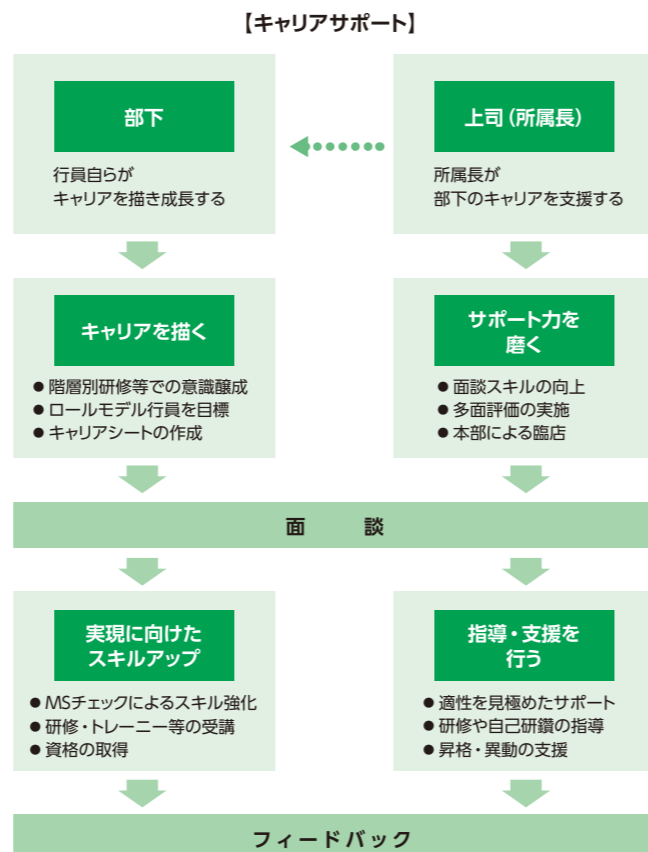 【キャリアサポート】
部下
行員自らが
キャリアを描き成長する
上司(所属長)
所属長が
部下のキャリアを支援する
キャリアを描く
● 階層別研修等での意識醸成
● ロールモデル行員を目標
● キャリアシートの作成
サポート力を
磨く
● 面談スキルの向上
● 多面評価の実施
● 本部による臨店
面　談
実現に向けた
スキルアップ
● MSチェックによるスキル強化
● 研修・トレーニー等の受講
● 資格の取得
指導・支援を
行う
● 適性を見極めたサポート
● 研修や自己研鑽の指導
● 昇格・異動の支援
フィードバック